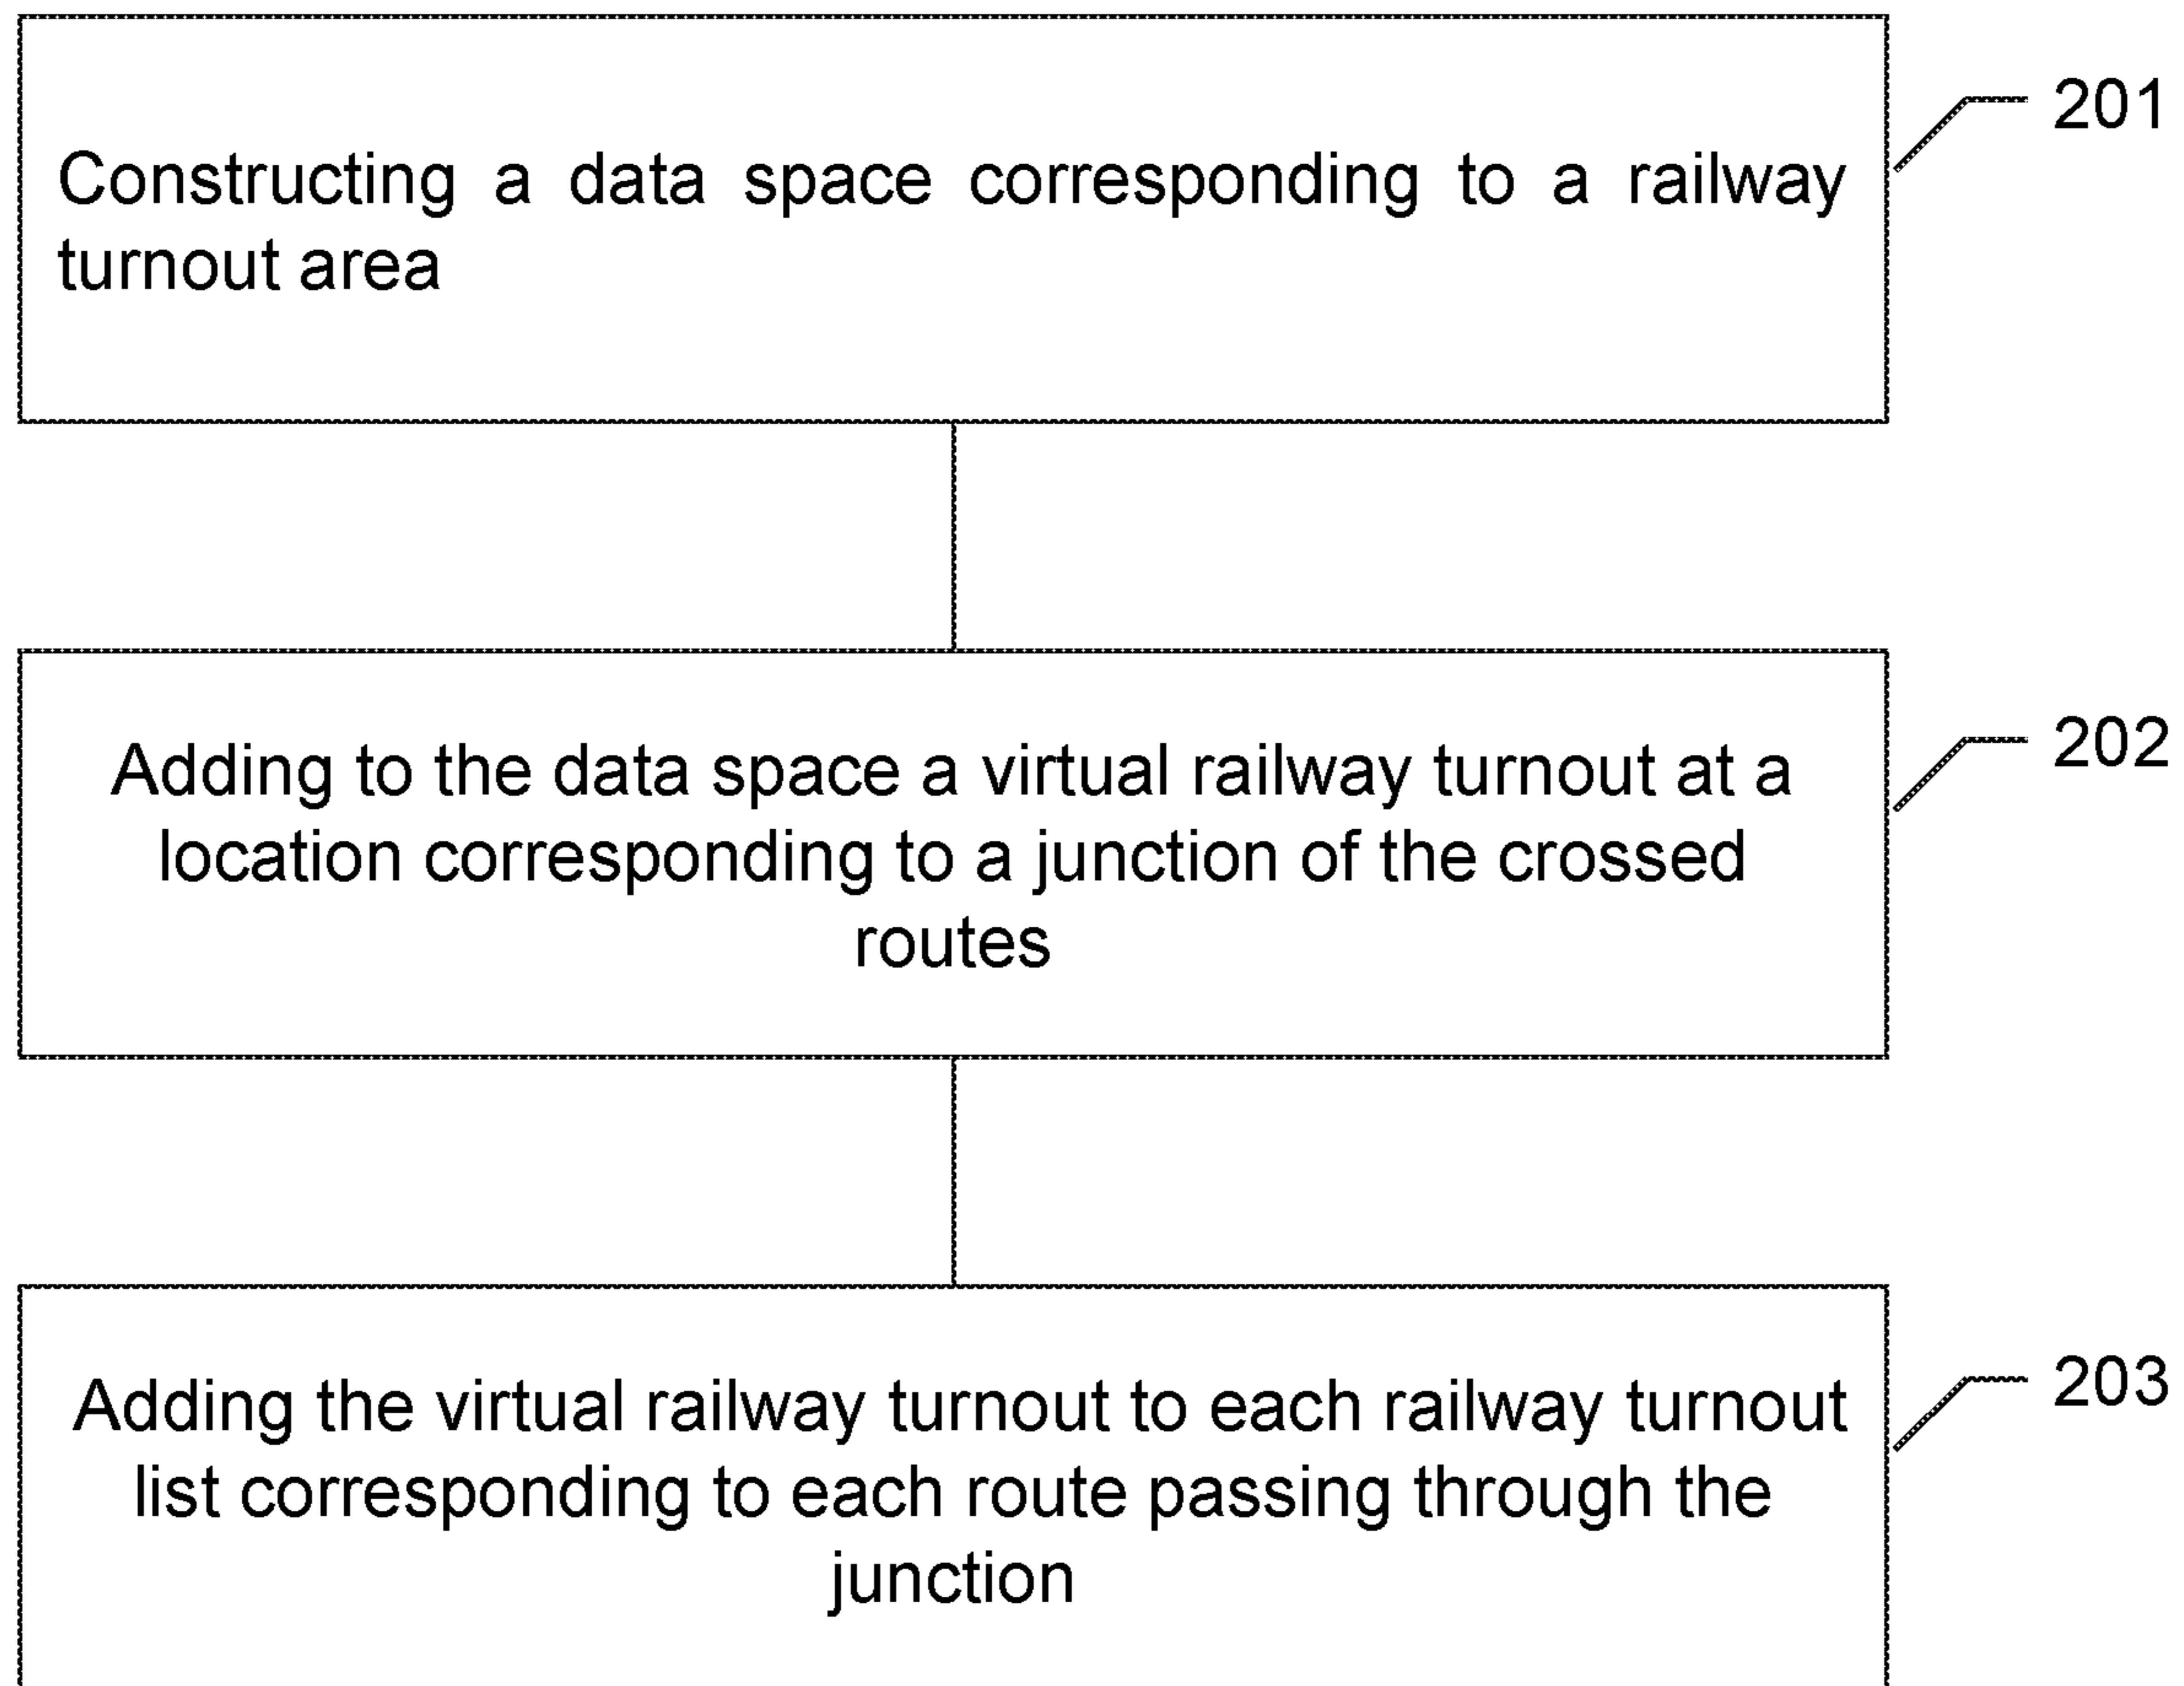 Constructing a data space corresponding to a railway
turnout area
201
Adding to the data space a virtual railway turnout at a
location corresponding to a junction of the crossed
routes
202
Adding the virtual railway turnout to each railway turnout
list corresponding to each route passing through the
junction
203